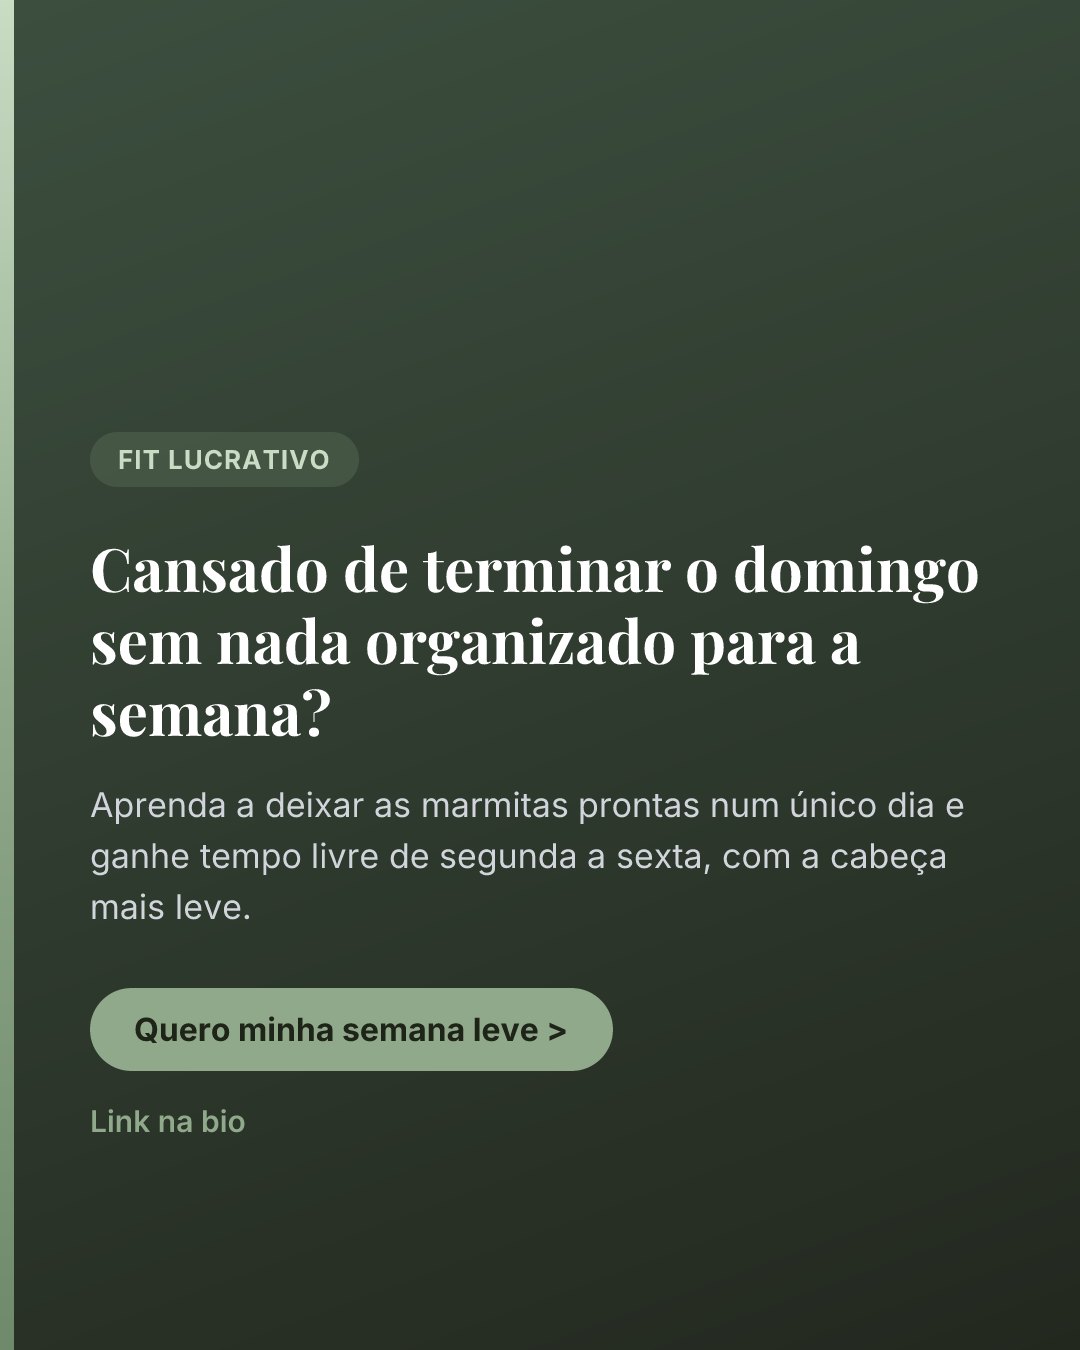 FIT LUCRATIVO
Cansado de terminar o domingo
sem nada organizado para a
semana?
Aprenda a deixar as marmitas prontas num único dia e
ganhe tempo livre de segunda a sexta, com a cabeça
mais leve.
Quero minha semana leve >
Link na bio